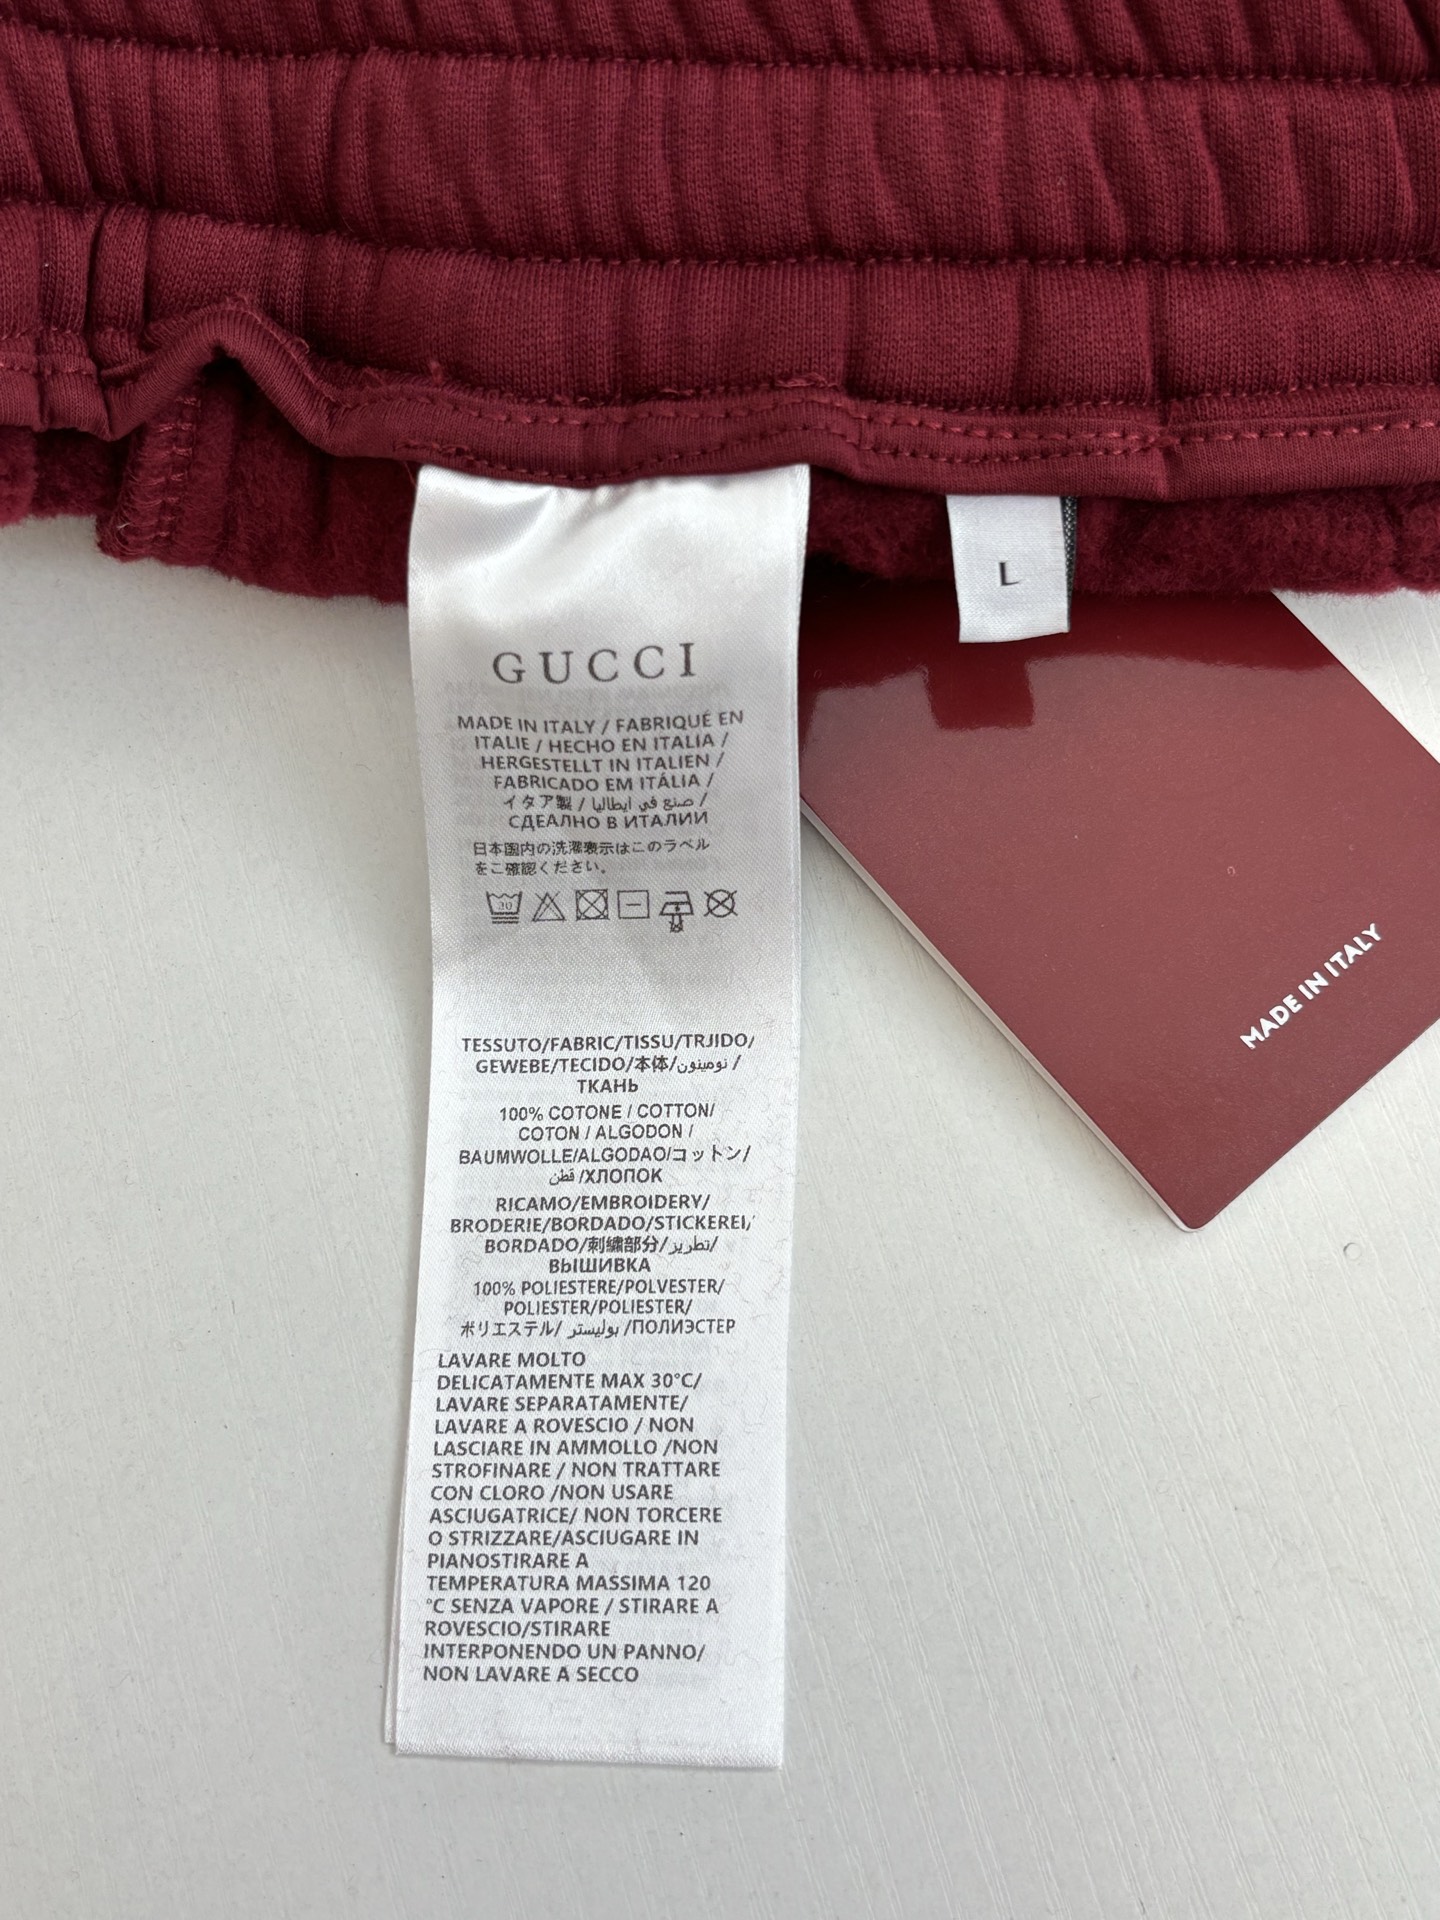 GUCCI
MADE IN ITALY / FABRIQUÉ EN
ITALIE / HECHO EN ITALIA /
HERGESTELLT IN ITALIEN /
FABRICADO EM ITÁLIA /
イタア製 / صنع في ايطاليا /
СДЕАЛНО В ИТАЛИИ
日本国内の洗濯表示はこのラベル
をご確認ください。
30
TESSUTO/FABRIC/TISSU/TRJIDO/
GEWEBE/TECIDO/本体/نومينون /
ТКАНЬ
100% COTONE / COTTON/
COTON / ALGODON /
BAUMWOLLE/ALGODAO/コットン/
قطن /ХЛОПОК
RICAMO/EMBROIDERY/
BRODERIE/BORDADO/STICKEREI/
BORDADO/刺繍部分/تطريز/
ВЫШИВКА
100% POLIESTERE/POLVESTER/
POLIESTER/POLIESTER/
ポリエステル/ بوليستر /ПОЛИЭСТЕР
LAVARE MOLTO
DELICATAMENTE MAX 30°C/
LAVARE SEPARATAMENTE/
LAVARE A ROVESCIO / NON
LASCIARE IN AMMOLLO /NON
STROFINARE / NON TRATTARE
CON CLORO /NON USARE
ASCIUGATRICE/ NON TORCERE
O STRIZZARE/ASCIUGARE IN
PIANOSTIRARE A
TEMPERATURA MASSIMA 120
°C SENZA VAPORE / STIRARE A
ROVESCIO/STIRARE
INTERPONENDO UN PANNO/
NON LAVARE A SECCO
L
MADE IN ITALY